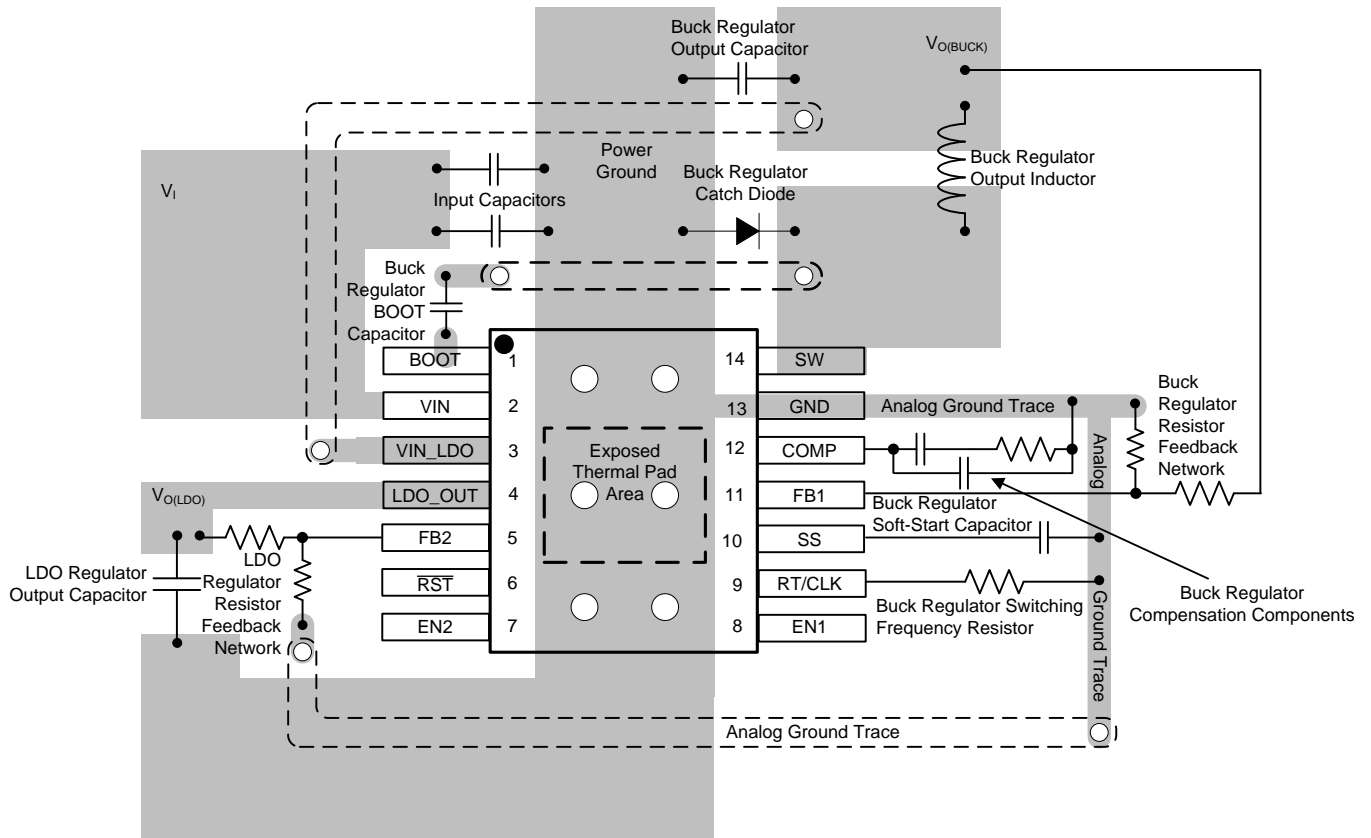 Buck Regulator
Output Capacitor
VO(BUCK)
Power
Ground
Buck Regulator
Catch Diode
Buck Regulator
Output Inductor
VI
Input Capacitors
Buck
Regulator
BOOT
Capacitor
BOOT
1
14
SW
VIN
2
13
GND
Analog Ground Trace
Buck
Regulator
Resistor
Feedback
Network
VIN_LDO
3
Exposed
Thermal Pad
Area
12
COMP
Analog
Ground Trace
VO(LDO)
LDO_OUT
4
11
FB1
Buck Regulator
Soft-Start Capacitor
FB2
5
10
SS
LDO Regulator
Output Capacitor
LDO
Regulator
Resistor
Feedback
Network
RST
6
9
RT/CLK
Buck Regulator Switching
Frequency Resistor
Buck Regulator
Compensation Components
EN2
7
8
EN1
Analog Ground Trace